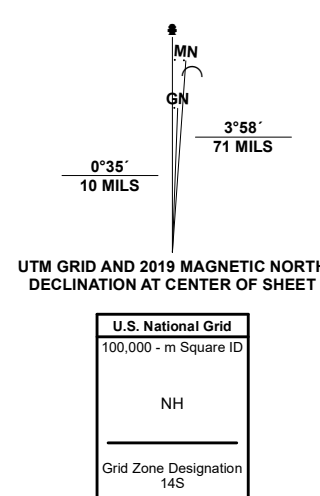 MN
GN
3°58´
71 MILS
0°35´
10 MILS
UTM GRID AND 2019 MAGNETIC NORTH
DECLINATION AT CENTER OF SHEET
U.S. National Grid
100,000 - m Square ID
NH
Grid Zone Designation
14S